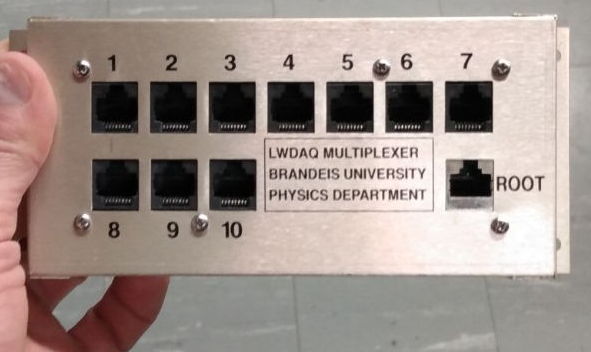 1 2 3 4 5 6 7
LWDAQ MULTIPLEXER
BRANDEIS UNIVERSITY
PHYSICS DEPARTMENT
ROOT
8 9 10